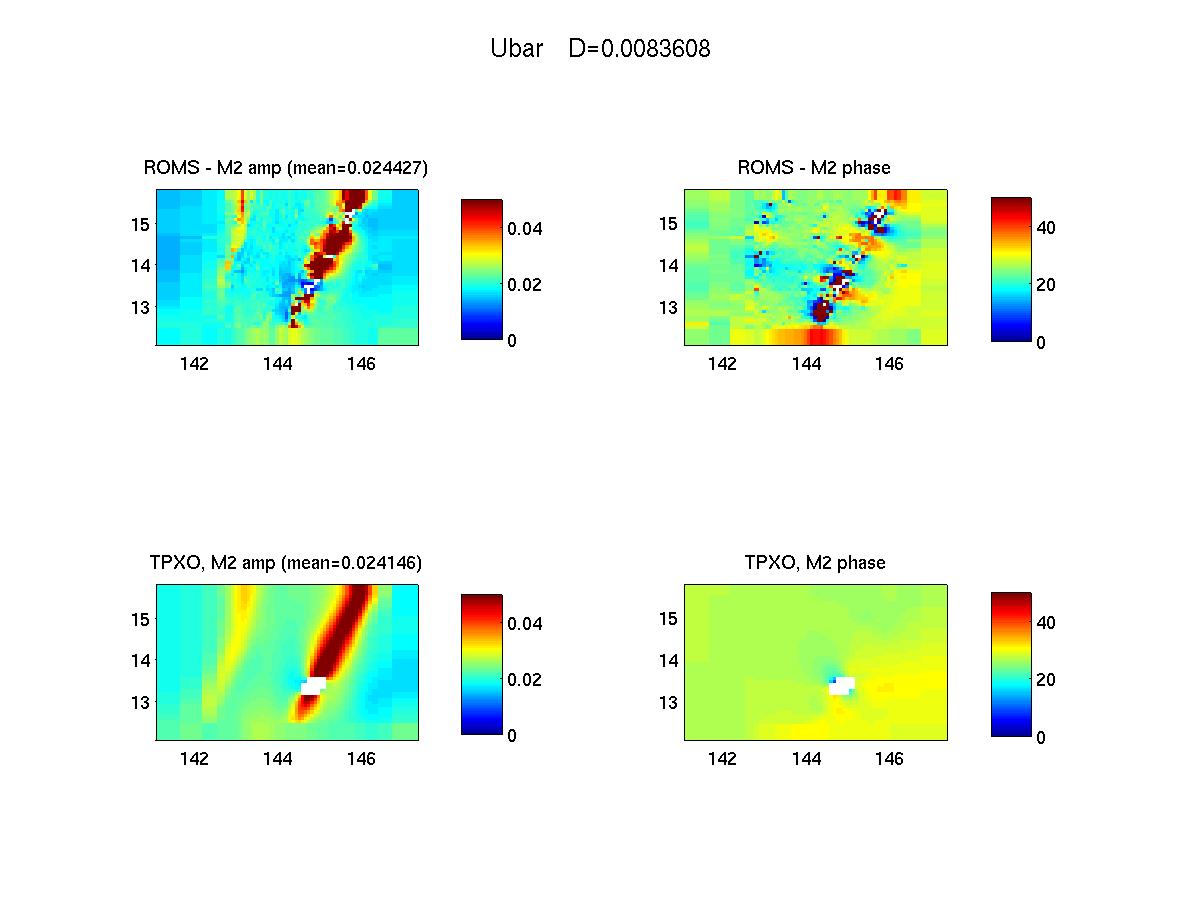 Ubar D=0.0083608
ROMS - M2 amp (mean=0.024427)
15
14
13
142 144 146
0.04
0.02
0
ROMS - M2 phase
15
14
13
142 144 146
40
20
0
TPXO, M2 amp (mean=0.024146)
15
14
13
142 144 146
0.04
0.02
0
TPXO, M2 phase
15
14
13
142 144 146
40
20
0